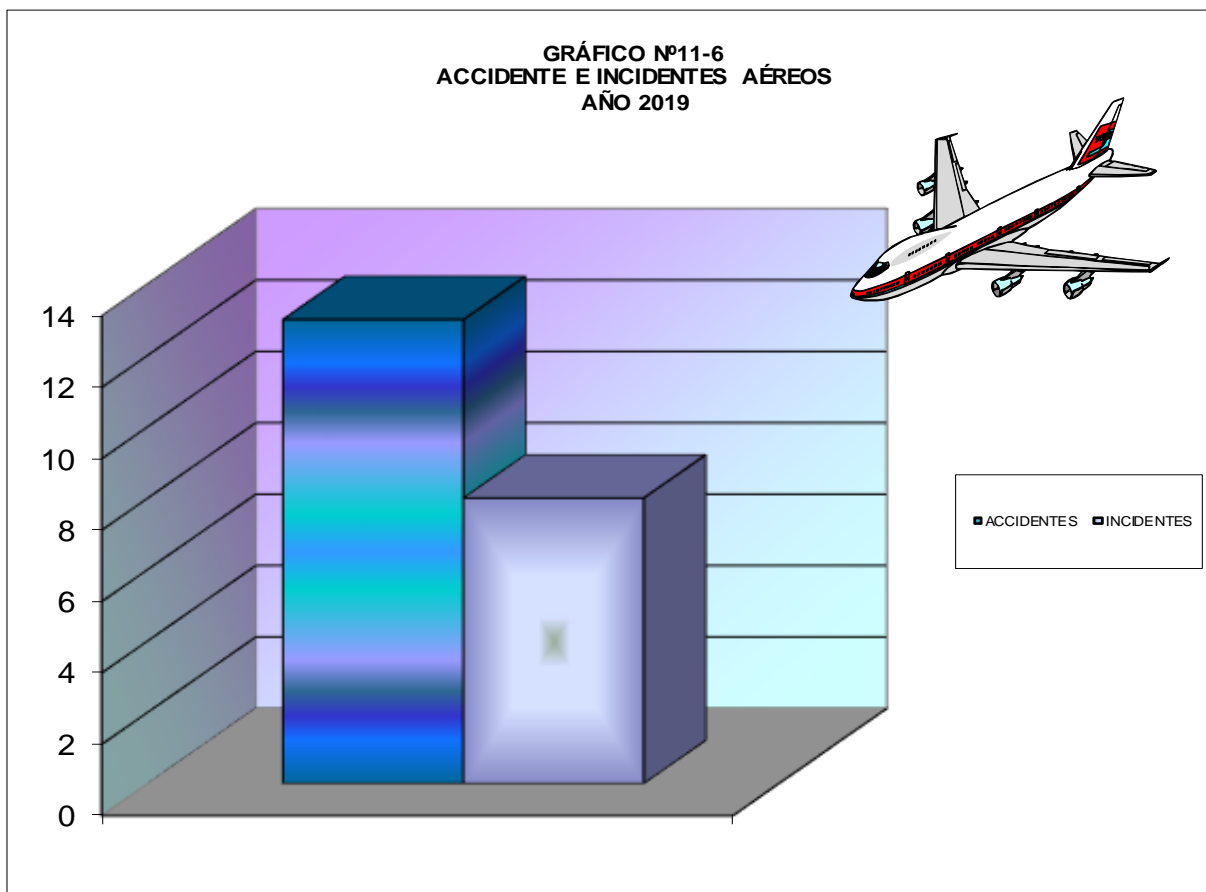 GRÁFICO Nº11-6
ACCIDENTE E INCIDENTES AÉREOS
AÑO 2019
14
12
10
8
6
4
2
0
ACCIDENTES INCIDENTES